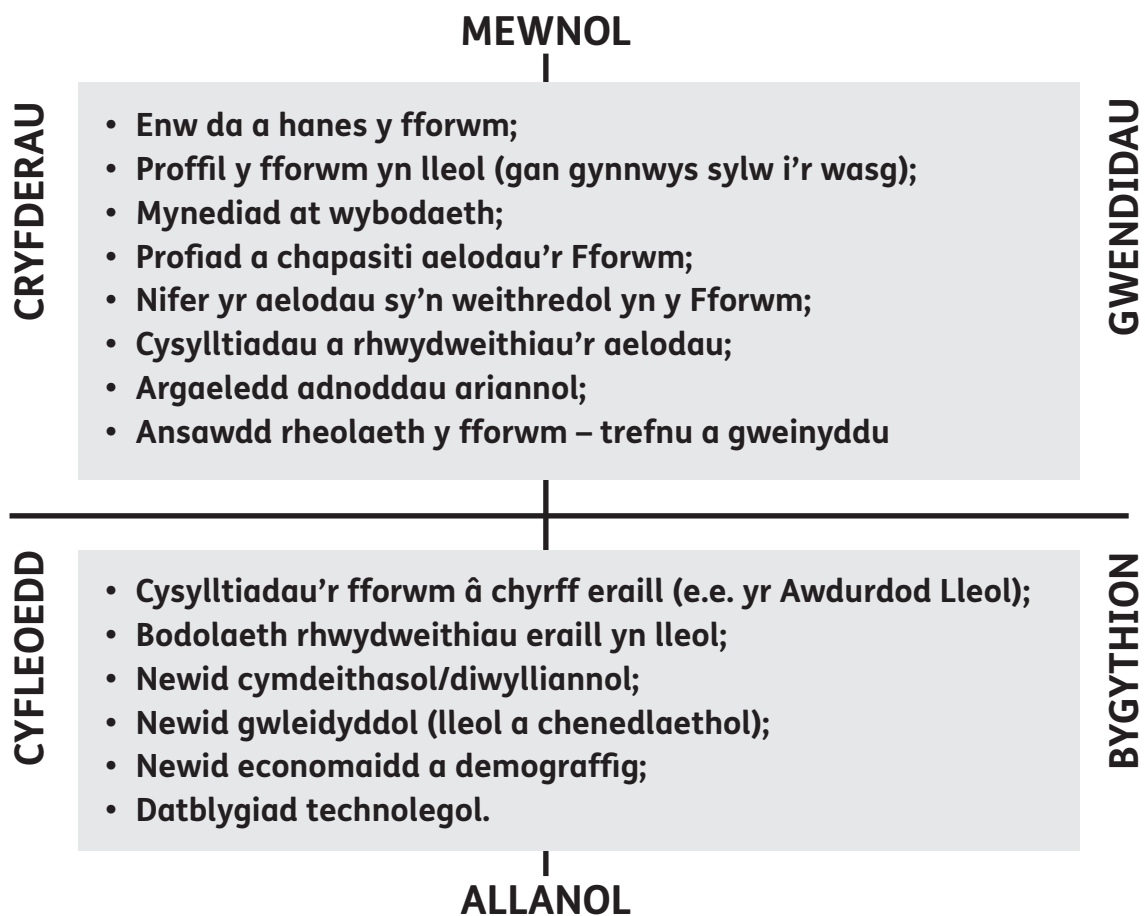 MEWNOL
CRYFDERAU
• Enw da a hanes y fforwm;
• Proffil y fforwm yn lleol (gan gynnwys sylw i’r wasg);
• Mynediad at wybodaeth;
• Profiad a chapasiti aelodau’r Fforwm;
• Nifer yr aelodau sy’n weithredol yn y Fforwm;
• Cysylltiadau a rhwydweithiau’r aelodau;
• Argaeledd adnoddau ariannol;
• Ansawdd rheolaeth y fforwm – trefnu a gweinyddu
GWENDIDAU
CYFLEOEDD
• Cysylltiadau’r fforwm â chyrff eraill (e.e. yr Awdurdod Lleol);
• Bodolaeth rhwydweithiau eraill yn lleol;
• Newid cymdeithasol/diwylliannol;
• Newid gwleidyddol (lleol a chenedlaethol);
• Newid economaidd a demograffig;
• Datblygiad technolegol.
BYGYTHION
ALLANOL